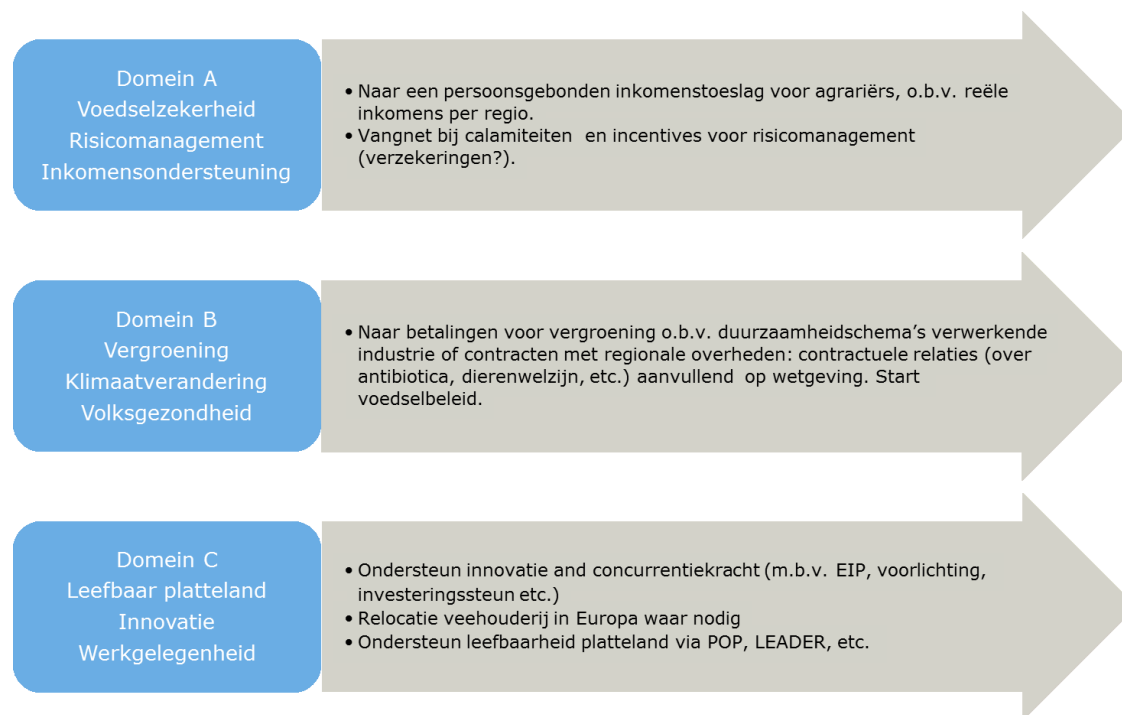 Domein A
Voedselzekerheid
Risicomanagement
Inkomensondersteuning
• Naar een persoonsgebonden inkomenstoeslag voor agrariërs, o.b.v. reële
inkomens per regio.
• Vangnet bij calamiteiten en incentives voor risicomanagement
(verzekeringen?).
Domein B
Vergroening
Klimaatverandering
Volksgezondheid
• Naar betalingen voor vergroening o.b.v. duurzaamheidschema’s verwerkende
industrie of contracten met regionale overheden: contractuele relaties (over
antibiotica, dierenwelzijn, etc.) aanvullend op wetgeving. Start
voedselbeleid.
Domein C
Leefbaar platteland
Innovatie
Werkgelegenheid
• Ondersteun innovatie and concurrentiekracht (m.b.v. EIP, voorlichting,
investeringssteun etc.)
• Relocatie veehouderij in Europa waar nodig
• Ondersteun leefbaarheid platteland via POP, LEADER, etc.